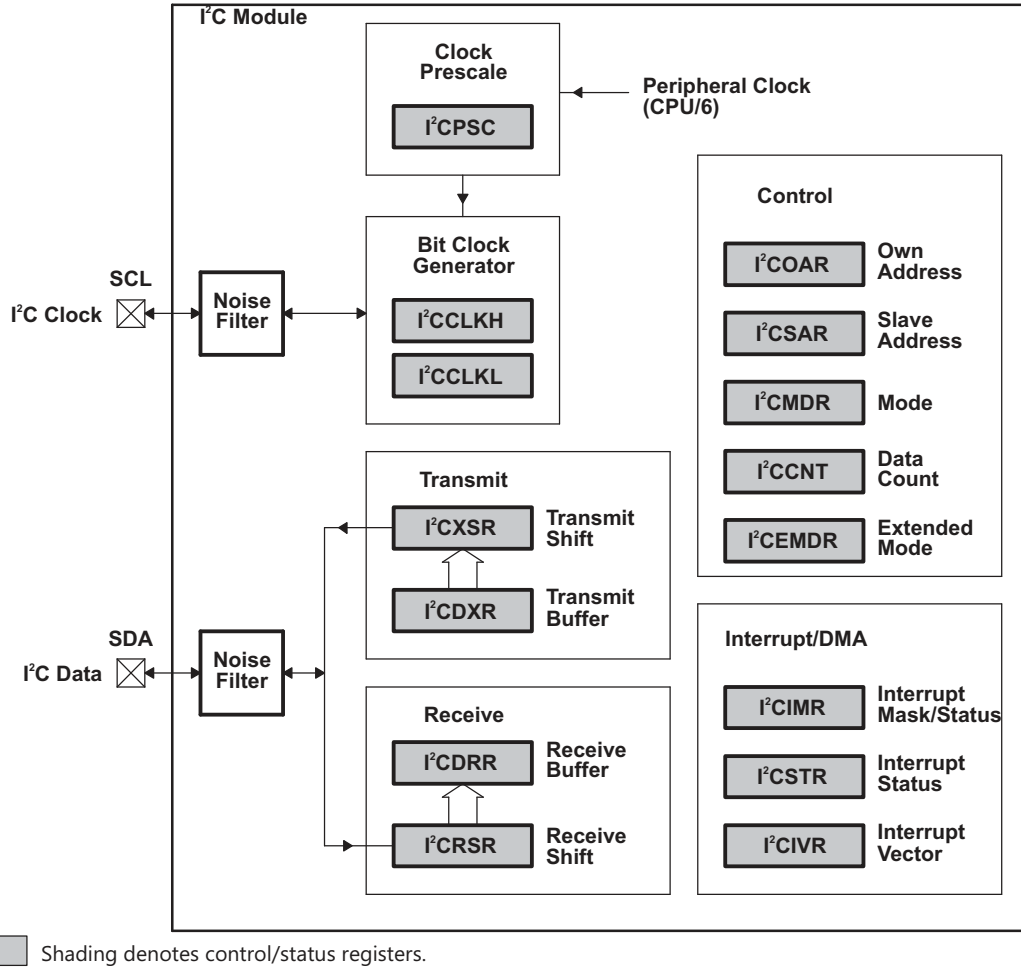 I²C Module
Clock
Prescale
I²CPSC
Peripheral Clock
(CPU/6)
Bit Clock
Generator
I²CCLKH
I²CCLKL
SCL
I²C Clock
Noise
Filter
Control
I²COAR
Own
Address
I²CSAR
Slave
Address
I²CMDR
Mode
I²CCNT
Data
Count
I²CEMDR
Extended
Mode
Transmit
I²CXSR
Transmit
Shift
I²CDXR
Transmit
Buffer
SDA
I²C Data
Noise
Filter
Receive
I²CDRR
Receive
Buffer
I²CRSR
Receive
Shift
Interrupt/DMA
I²CIMR
Interrupt
Mask/Status
I²CSTR
Interrupt
Status
I²CIVR
Interrupt
Vector
Shading denotes control/status registers.